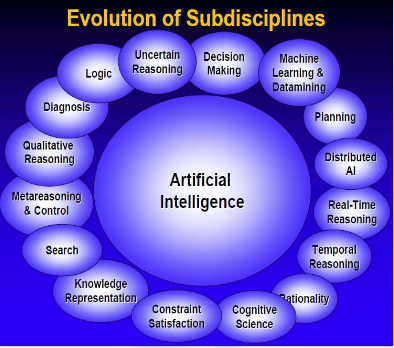 Evolution of Subdisciplines
Uncertain
Reasoning
Decision
Making
Machine
Learning &
Datamining
Planning
Distributed
AI
Real-Time
Reasoning
Temporal
Reasoning
Rationality
Cognitive
Science
Constraint
Satisfaction
Knowledge
Representation
Search
Metareasoning
& Control
Qualitative
Reasoning
Diagnosis
Logic
Artificial
Intelligence